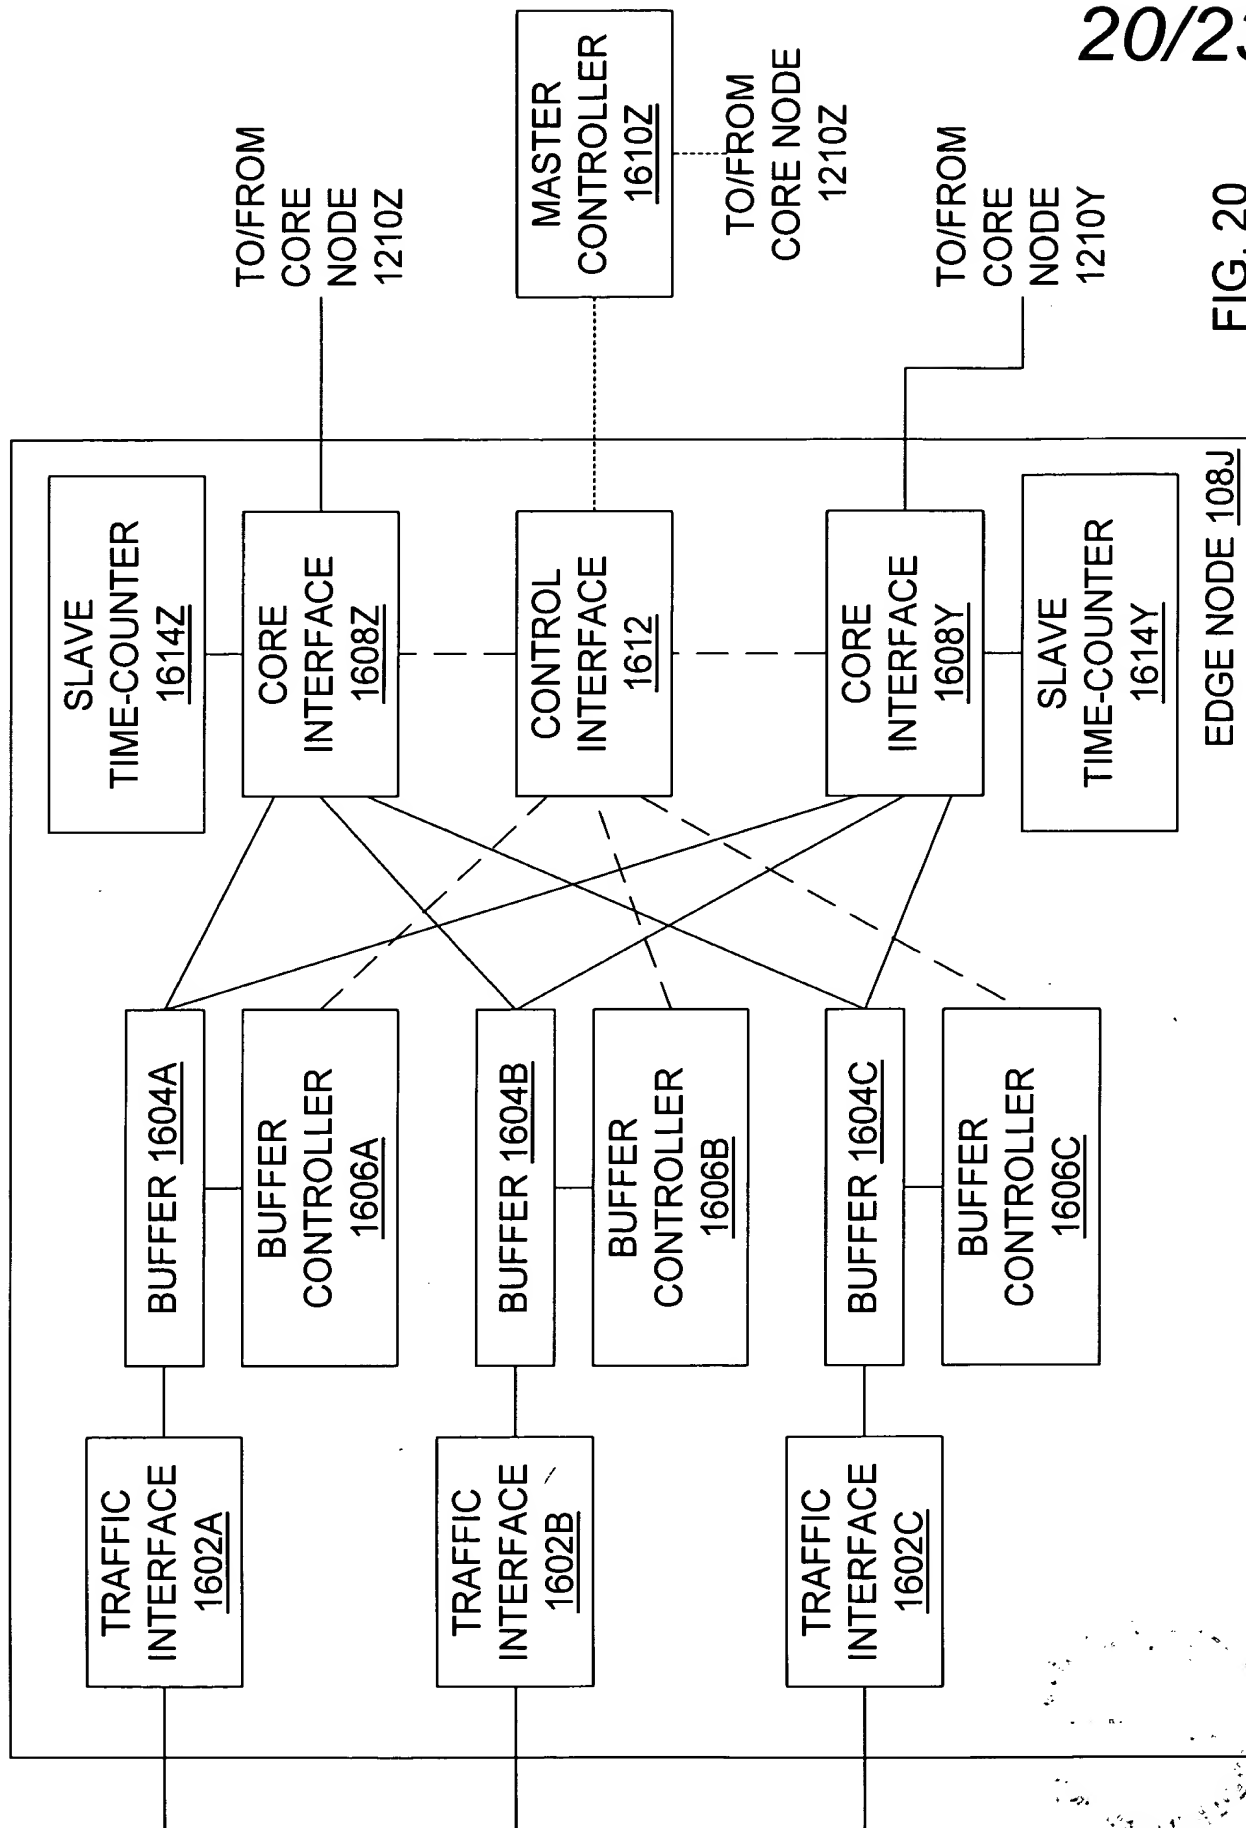 20/23
SLAVE
TIME-COUNTER
1614Z
CORE
INTERFACE
1608Z
TO/FROM
CORE
NODE
1210Z
CONTROL
INTERFACE
1612
MASTER
CONTROLLER
1610Z
TO/FROM
CORE NODE
1210Z
CORE
INTERFACE
1608Y
TO/FROM
CORE
NODE
1210Y
SLAVE
TIME-COUNTER
1614Y
BUFFER 1604A
BUFFER
CONTROLLER
1606A
BUFFER 1604B
BUFFER
CONTROLLER
1606B
BUFFER 1604C
BUFFER
CONTROLLER
1606C
TRAFFIC
INTERFACE
1602A
TRAFFIC
INTERFACE
1602B
TRAFFIC
INTERFACE
1602C
EDGE NODE 108J
FIG. 20